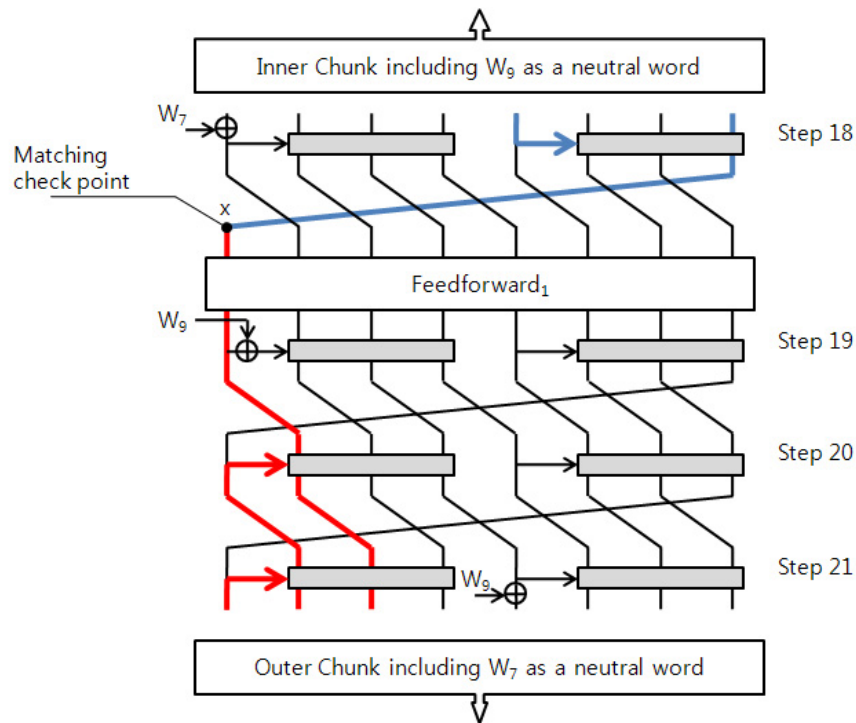 Inner Chunk including W₉ as a neutral word
W₇
Step 18
Matching
check point
x
Feedforward₁
W₉
Step 19
Step 20
Step 21
W₉
Outer Chunk including W₇ as a neutral word